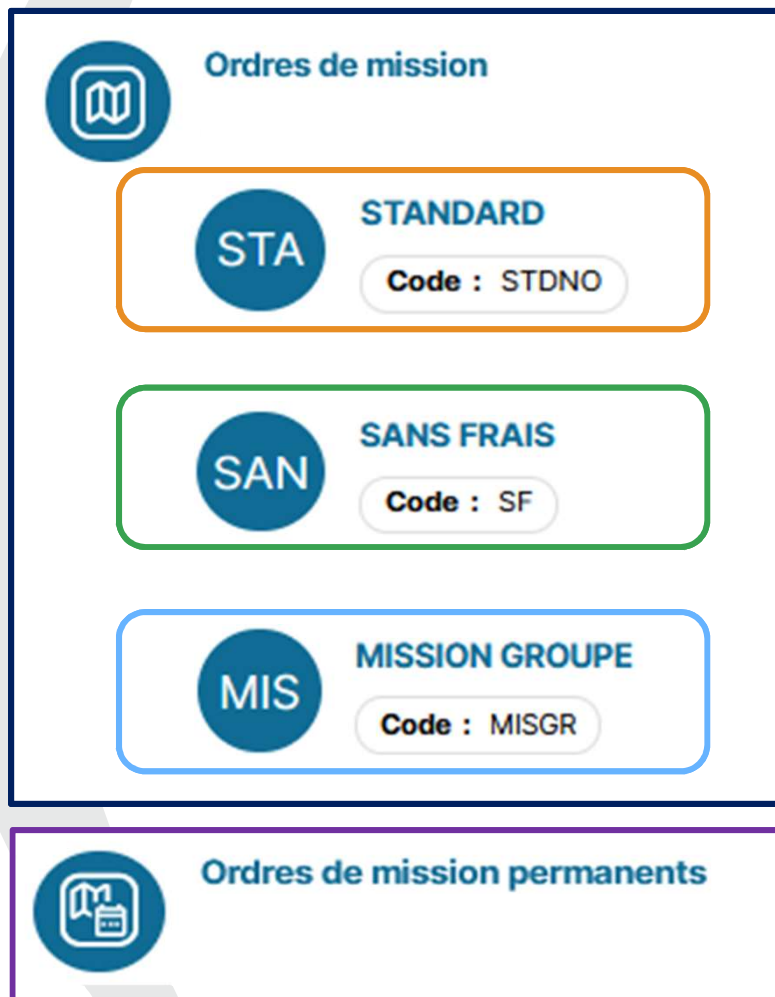 Ordres de mission
STA
STANDARD
Code : STDNO
SAN
SANS FRAIS
Code : SF
MIS
MISSION GROUPE
Code : MISGR
Ordres de mission permanents